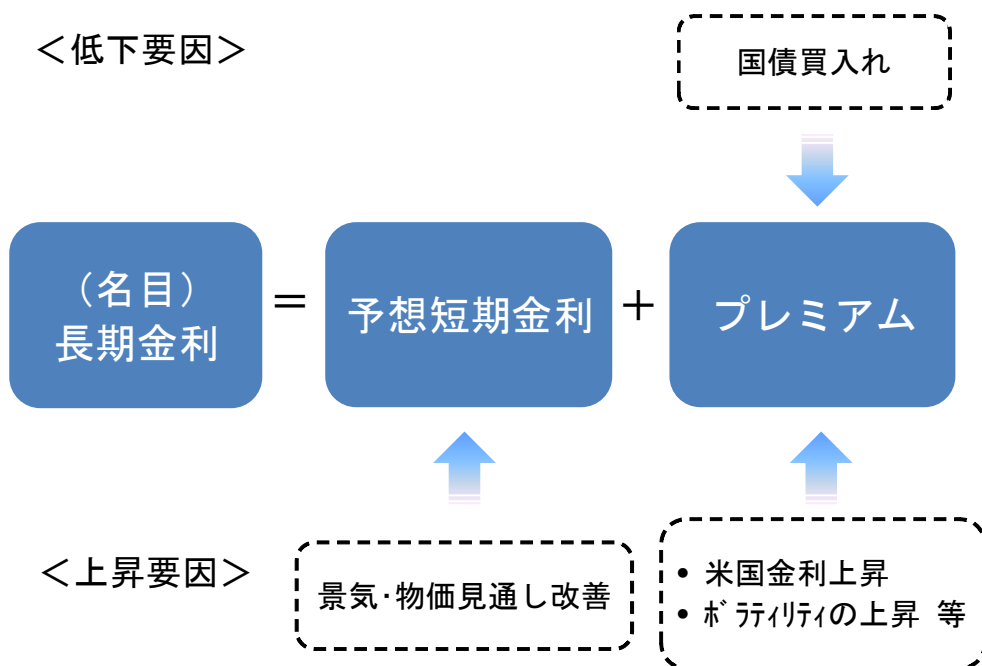 ＜低下要因＞
国債買入れ
（名目）
長期金利
＝
予想短期金利
＋
プレミアム
＜上昇要因＞
景気･物価見通し改善
• 米国金利上昇
• ﾎﾞﾗﾃｨﾘﾃｨの上昇 等